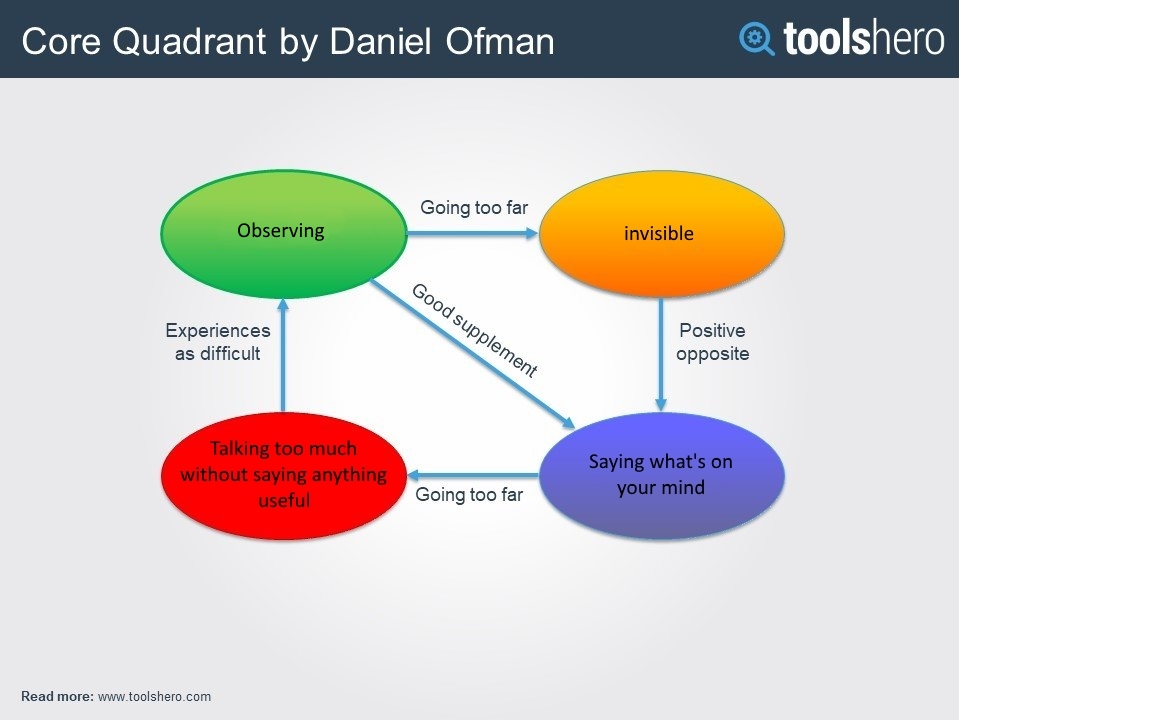 Core Quadrant by Daniel Ofman
toolshero
Observing
Going too far
invisible
Good supplement
Experiences
as difficult
Positive
opposite
Talking too much
without saying anything
useful
Going too far
Saying what's on
your mind
Read more: www.toolshero.com